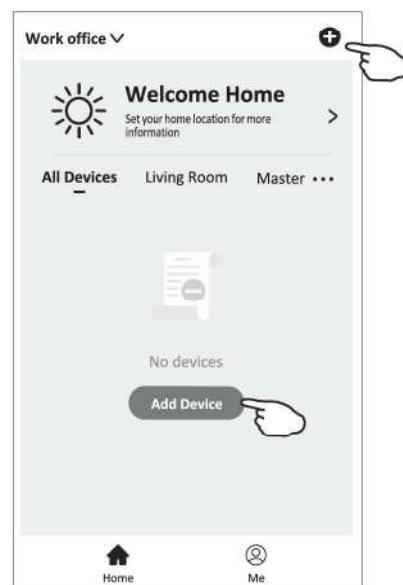 Work office
Welcome Home
Set your home location for more
information
All Devices Living Room Master •••
No devices
Add Device
Home Me